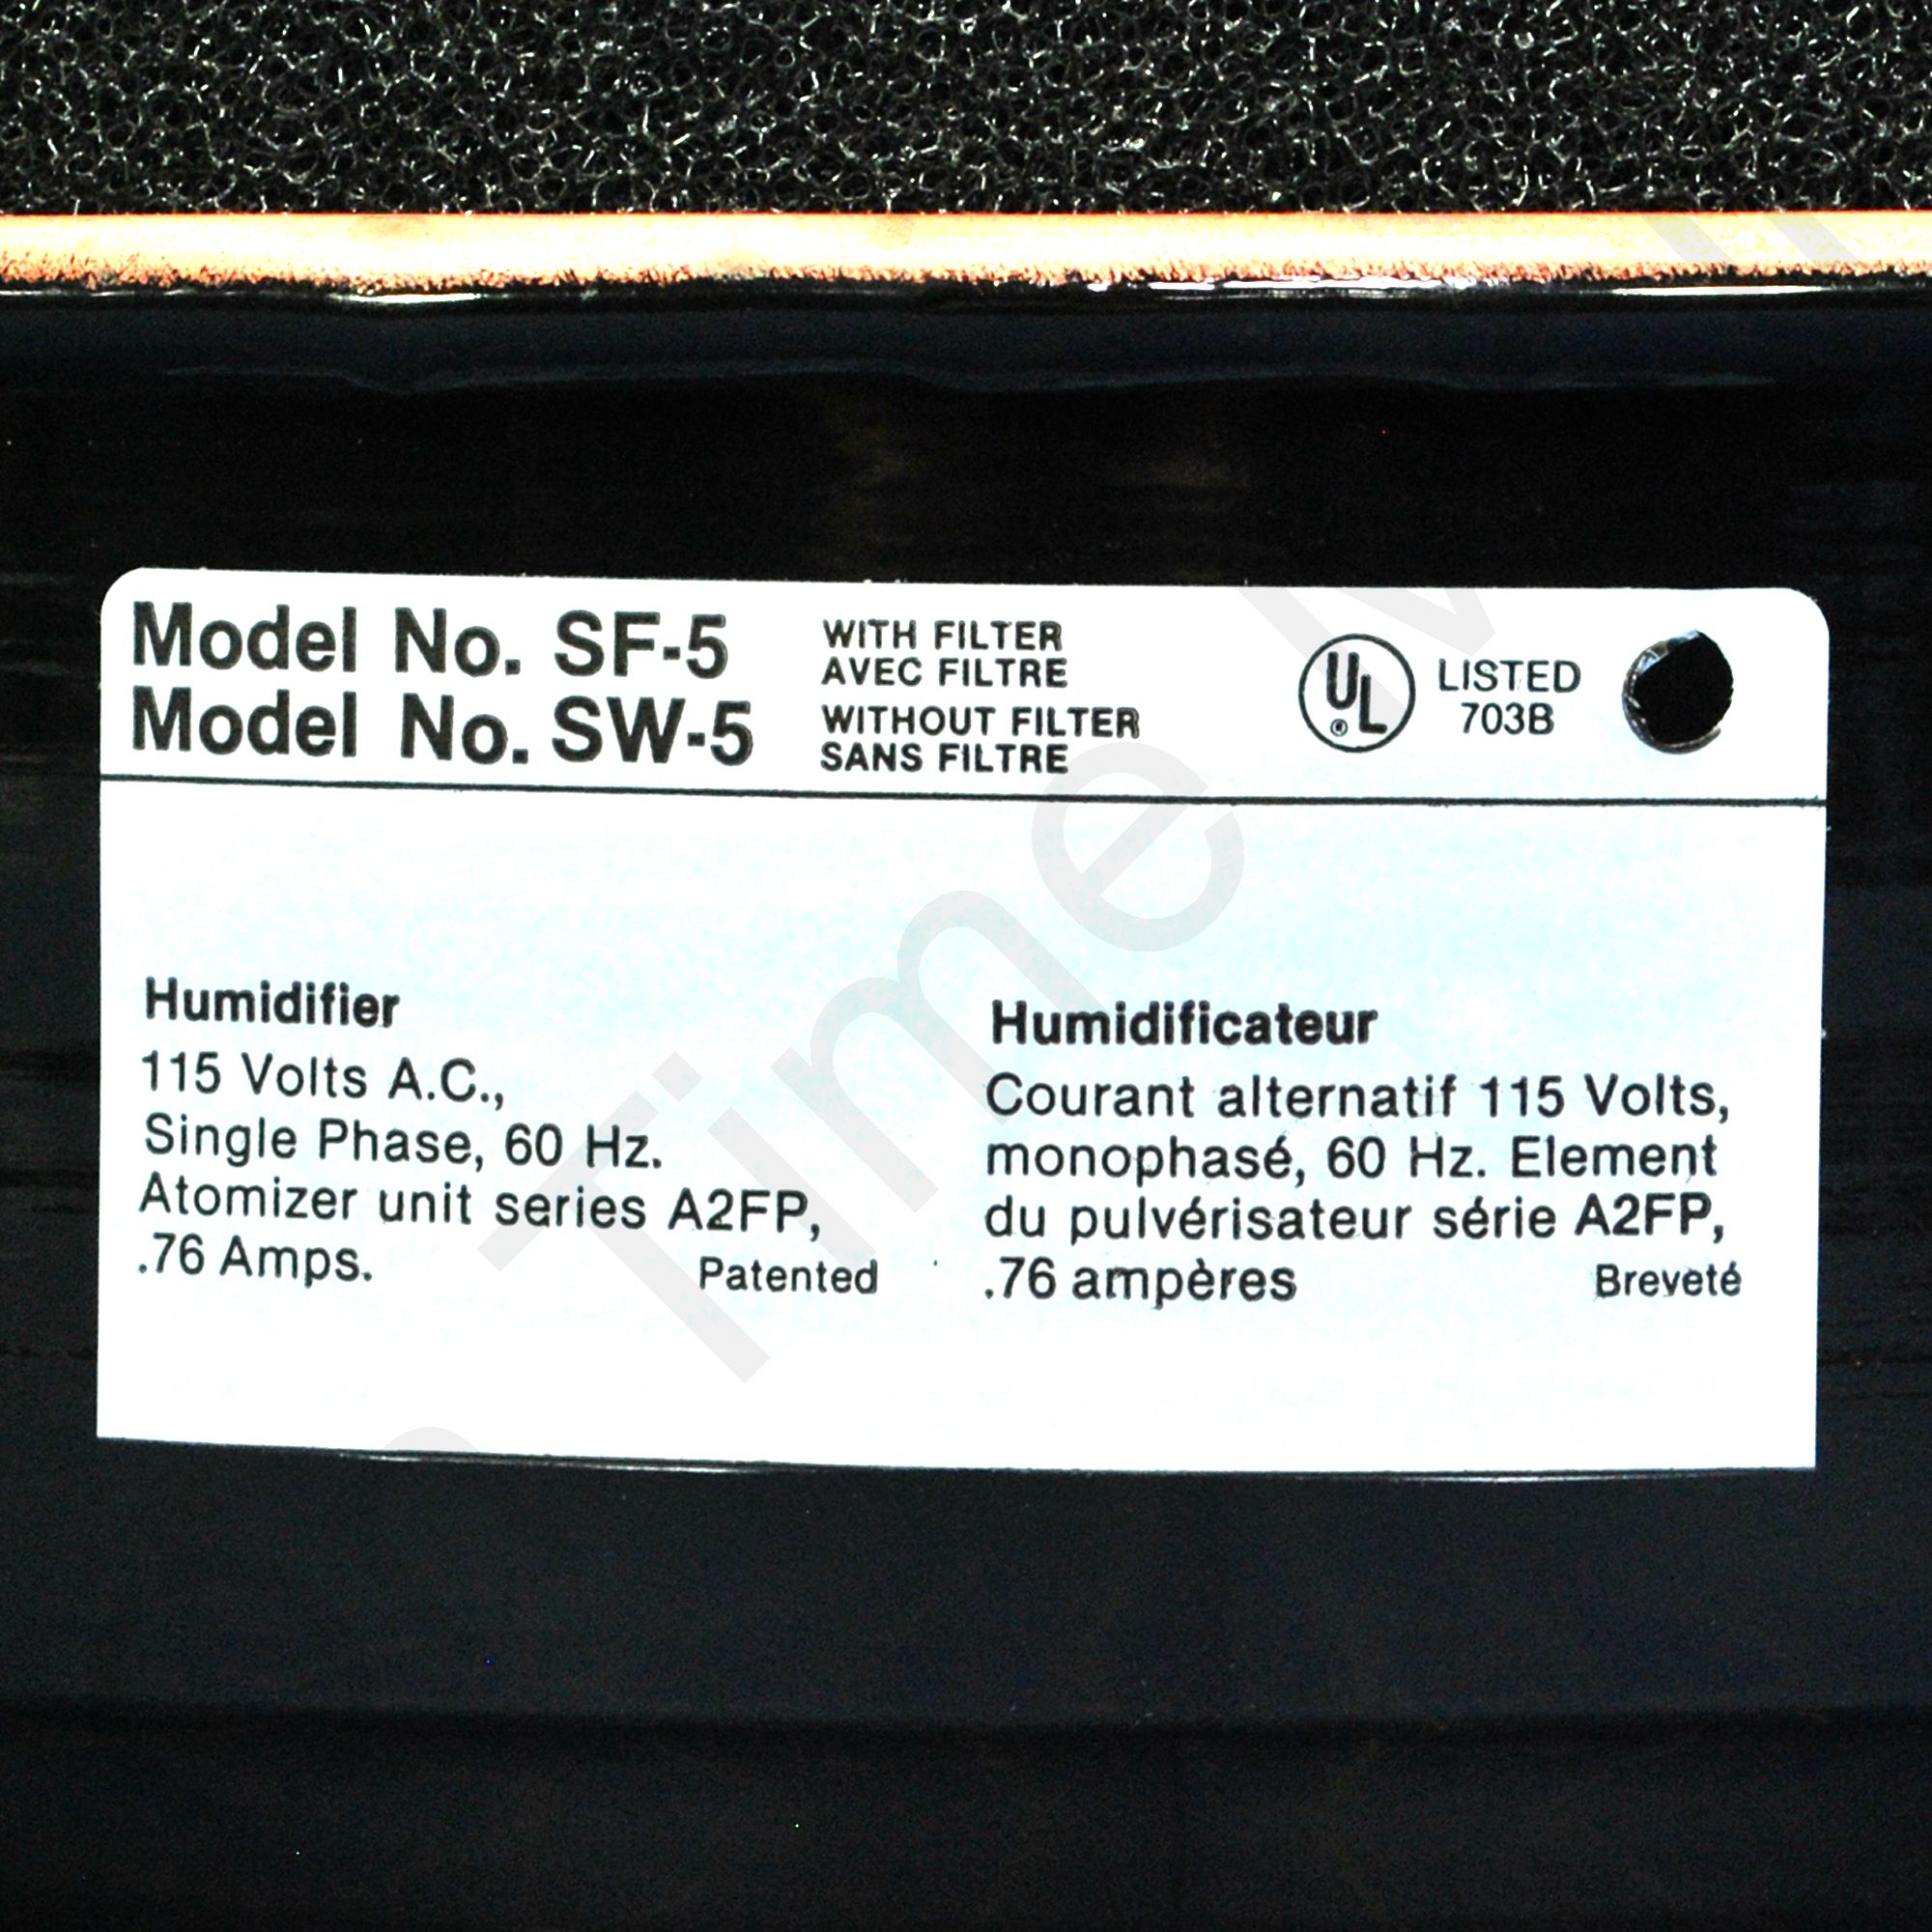 Model No. SF-5 WITH FILTER
AVEC FILTRE
Model No. SW-5 WITHOUT FILTER
SANS FILTRE
UL ® LISTED
703B
Humidifier
115 Volts A.C.,
Single Phase, 60 Hz.
Atomizer unit series A2FP,
.76 Amps. Patented
Humidificateur
Courant alternatif 115 Volts,
monophasé, 60 Hz. Element
du pulvérisateur série A2FP,
.76 ampères Breveté
Time